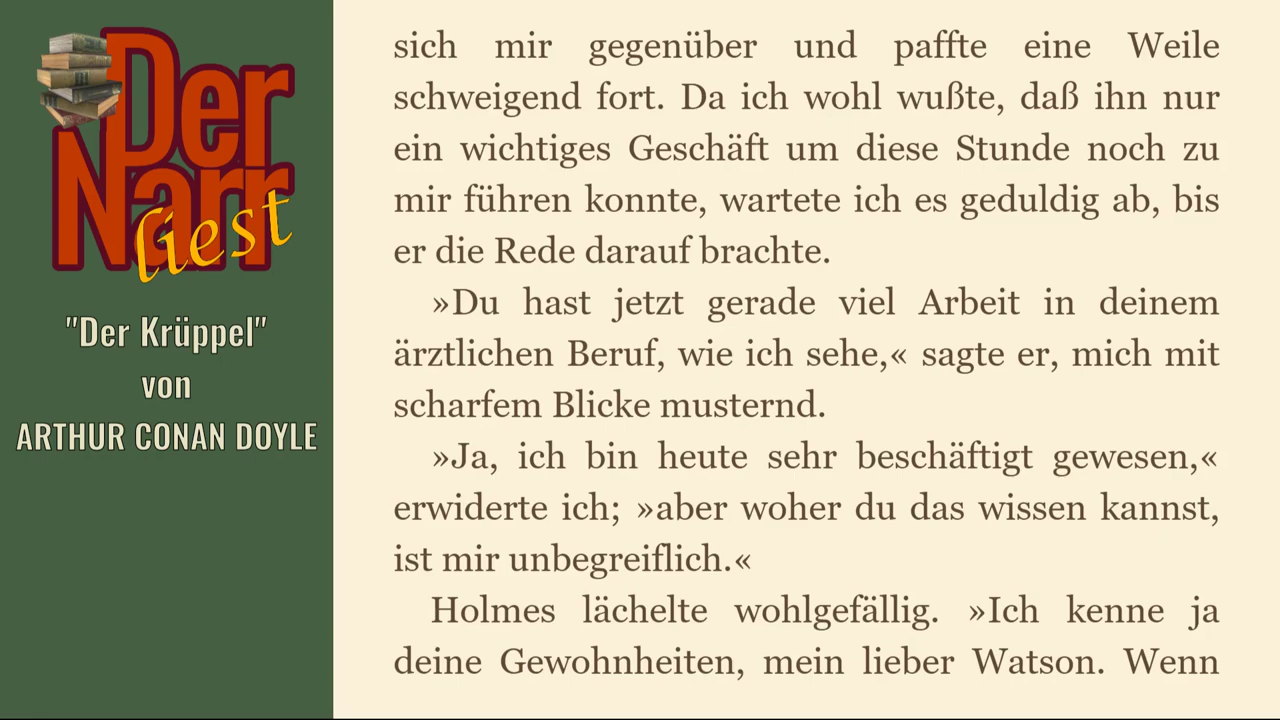 Der
Narr
liest
"Der Krüppel"
von
ARTHUR CONAN DOYLE
sich mir gegenüber und paffte eine Weile
schweigend fort. Da ich wohl wußte, daß ihn nur
ein wichtiges Geschäft um diese Stunde noch zu
mir führen konnte, wartete ich es geduldig ab, bis
er die Rede darauf brachte.
»Du hast jetzt gerade viel Arbeit in deinem
ärztlichen Beruf, wie ich sehe,« sagte er, mich mit
scharfem Blicke musternd.
»Ja, ich bin heute sehr beschäftigt gewesen,«
erwiderte ich; »aber woher du das wissen kannst,
ist mir unbegreiflich.«
Holmes lächelte wohlgefällig. »Ich kenne ja
deine Gewohnheiten, mein lieber Watson. Wenn